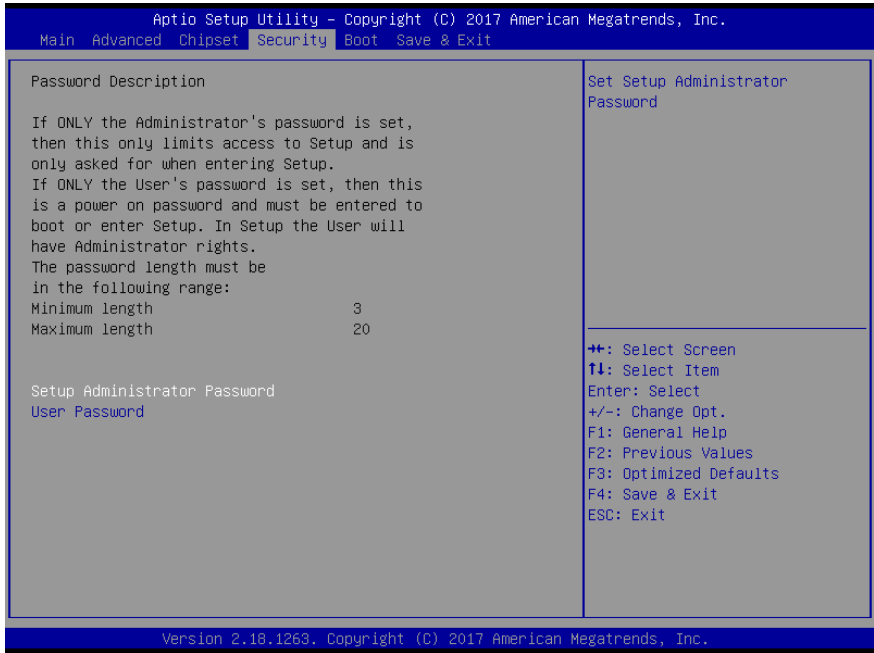 Aptio Setup Utility – Copyright (C) 2017 American Megatrends, Inc.
Main Advanced Chipset Security Boot Save & Exit
Password Description
If ONLY the Administrator's password is set,
then this only limits access to Setup and is
only asked for when entering Setup.
If ONLY the User's password is set, then this
is a power on password and must be entered to
boot or enter Setup. In Setup the User will
have Administrator rights.
The password length must be
in the following range:
Minimum length 3
Maximum length 20
Setup Administrator Password
User Password
Set Setup Administrator
Password
→←: Select Screen
↑↓: Select Item
Enter: Select
+/-: Change Opt.
F1: General Help
F2: Previous Values
F3: Optimized Defaults
F4: Save & Exit
ESC: Exit
Version 2.18.1263. Copyright (C) 2017 American Megatrends, Inc.